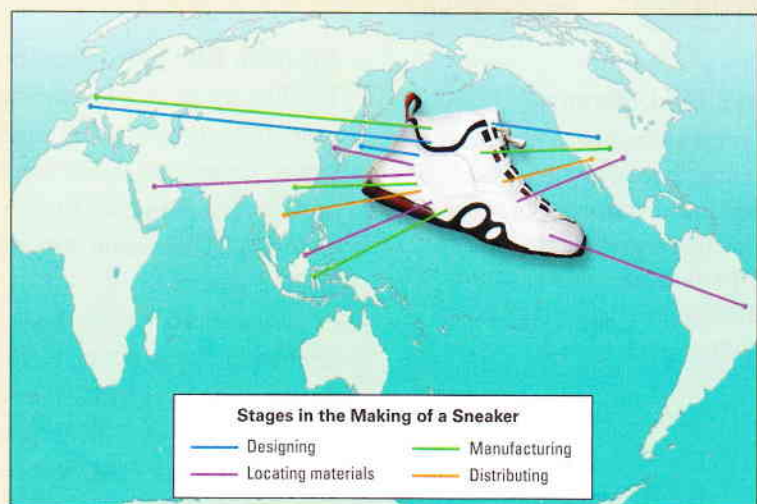 Stages in the Making of a Sneaker
Designing
Manufacturing
Locating materials
Distributing